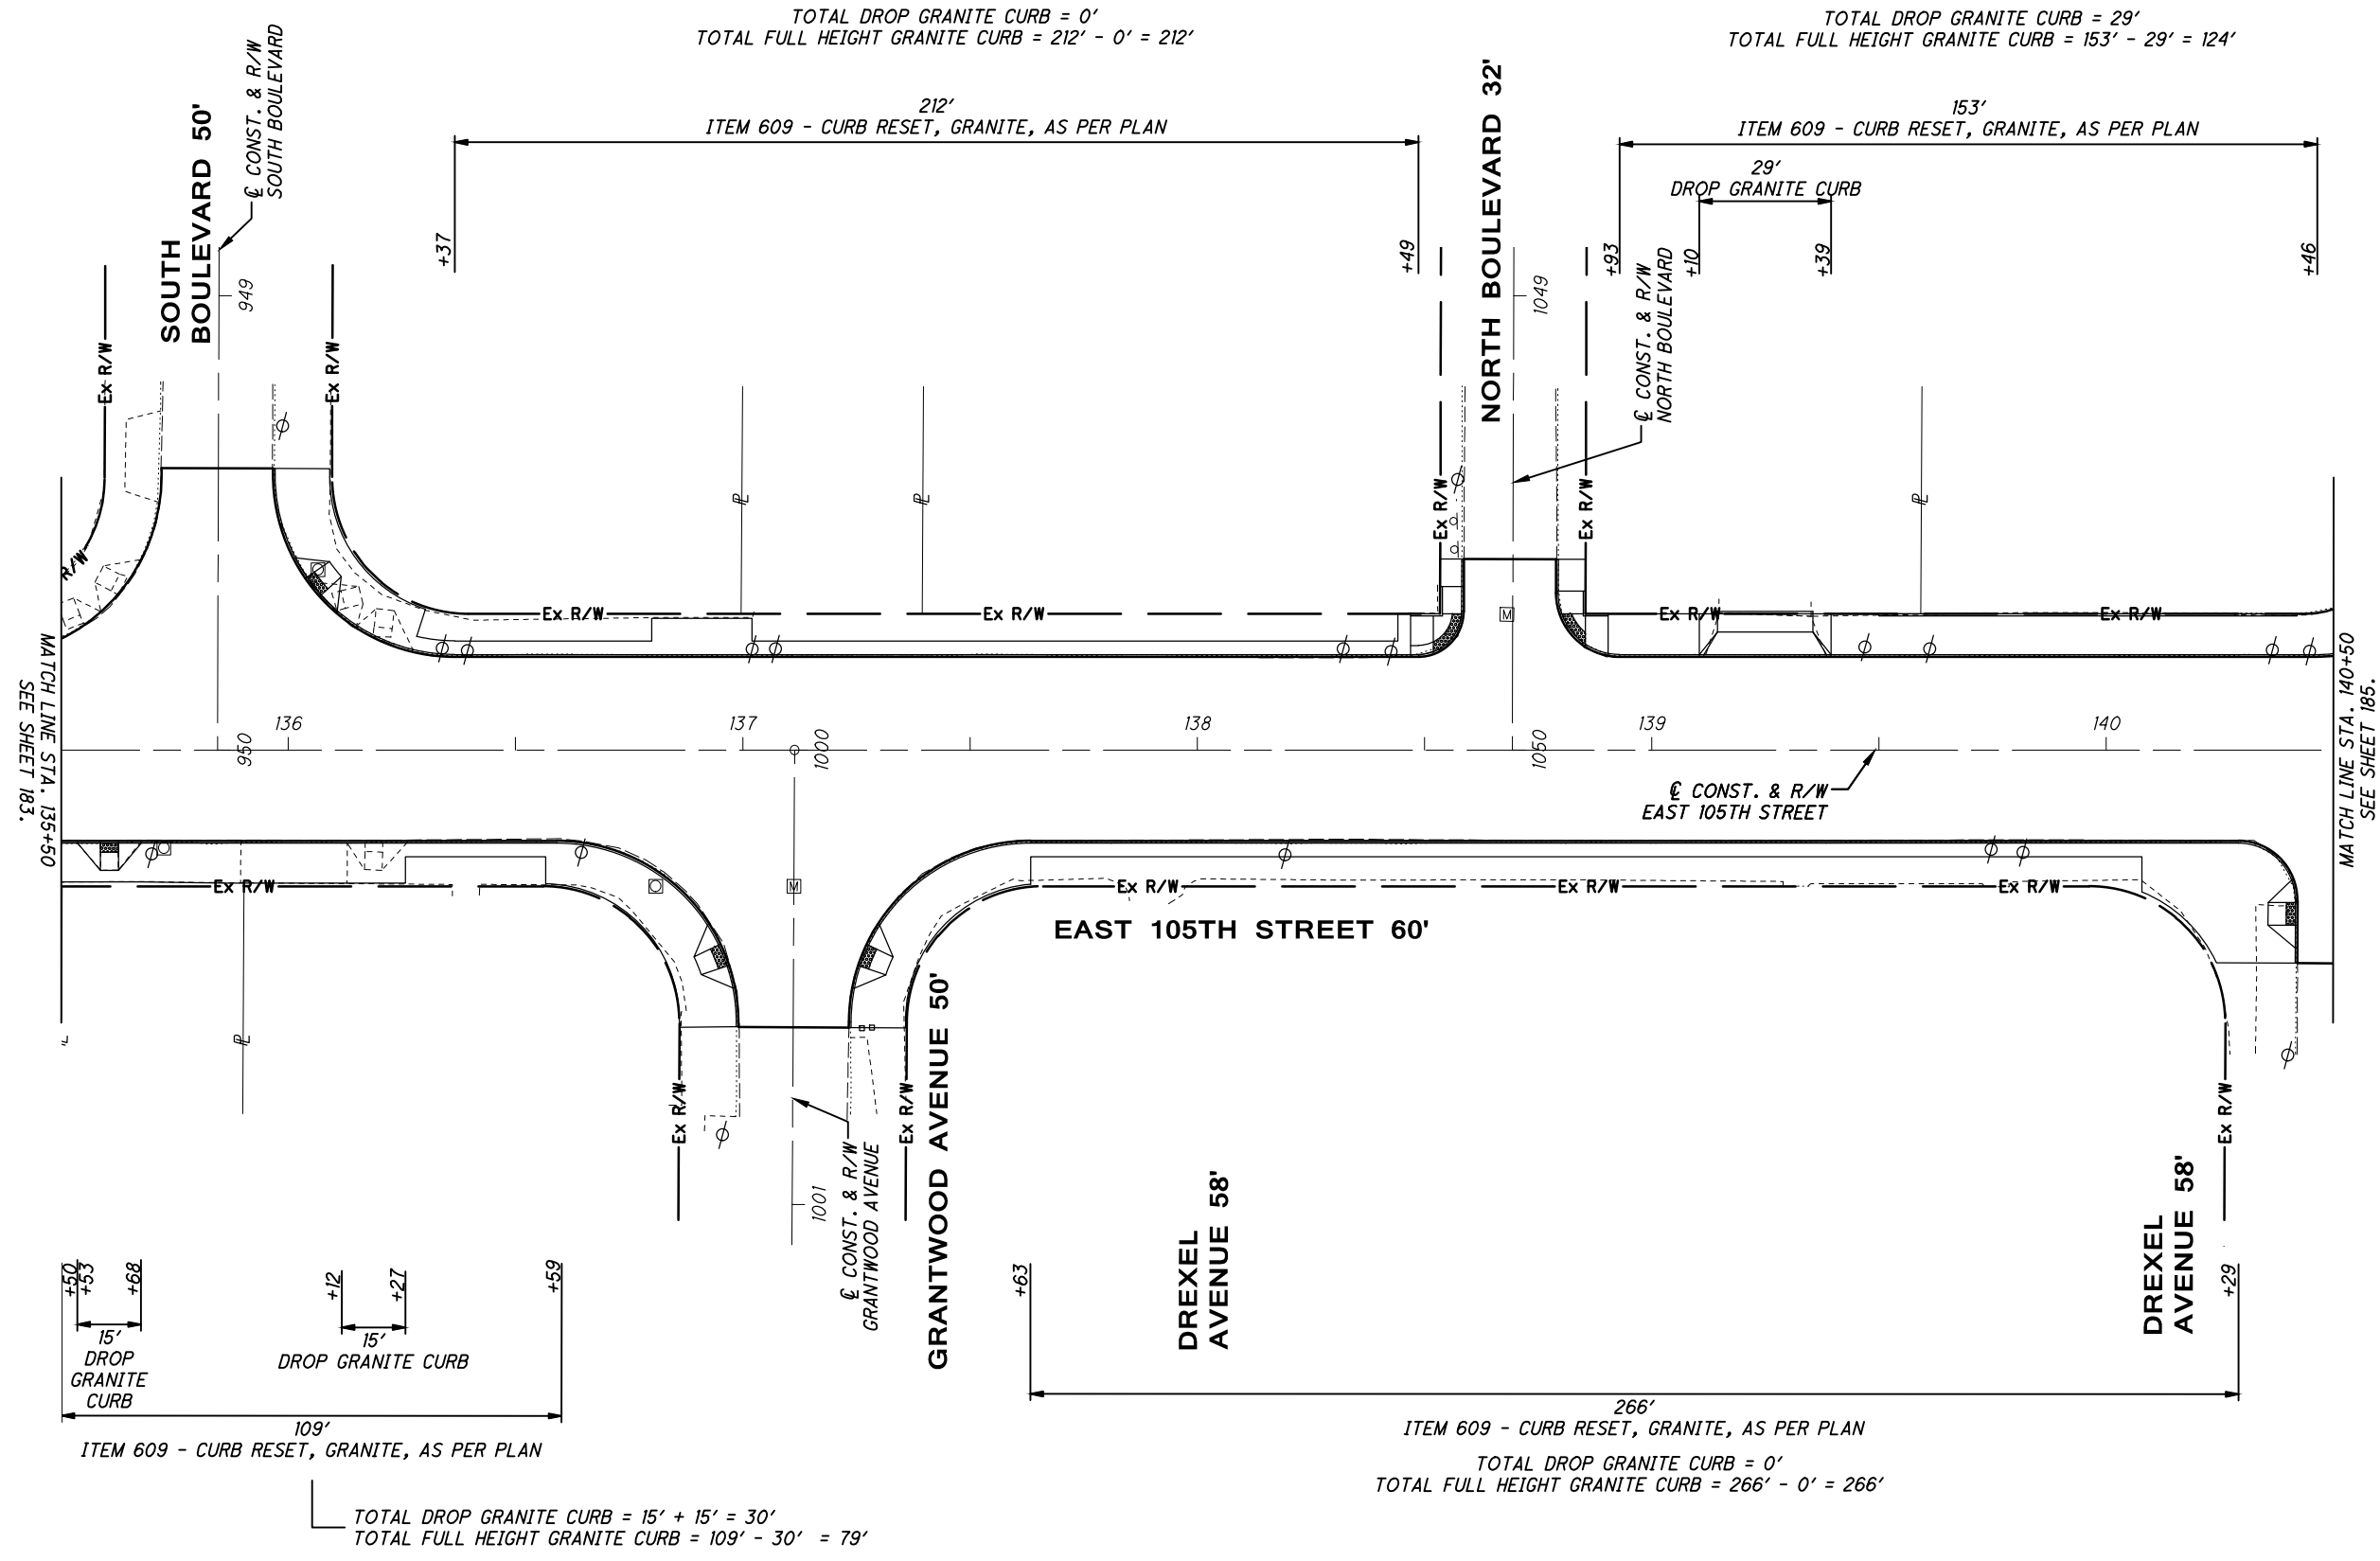 TOTAL DROP GRANITE CURB = 0'
TOTAL FULL HEIGHT GRANITE CURB = 212' - 0' = 212'
TOTAL DROP GRANITE CURB = 29'
TOTAL FULL HEIGHT GRANITE CURB = 153' - 29' = 124'
212'
ITEM 609 - CURB RESET, GRANITE, AS PER PLAN
153'
ITEM 609 - CURB RESET, GRANITE, AS PER PLAN
29'
DROP GRANITE CURB
SOUTH
BOULEVARD 50'
℄ CONST. & R/W
SOUTH BOULEVARD
949
+37
+49
NORTH BOULEVARD 32'
1049
℄ CONST. & R/W
NORTH BOULEVARD
+93
+10
+39
+46
Ex R/W
Ex R/W
Ex R/W
Ex R/W
R/W
PL
PL
PL
Ex R/W
Ex R/W
Ex R/W
Ex R/W
M
MATCH LINE STA. 135+50
SEE SHEET 183.
136
137
138
139
140
950
1000
1050
℄ CONST. & R/W
EAST 105TH STREET
MATCH LINE STA. 140+50
SEE SHEET 185.
Ex R/W
M
Ex R/W
Ex R/W
Ex R/W
EAST 105TH STREET 60'
PL
Ex R/W
Ex R/W
Ex R/W
1001
℄ CONST. & R/W
GRANTWOOD AVENUE
GRANTWOOD AVENUE 50'
DREXEL
AVENUE 58'
DREXEL
AVENUE 58'
+50
+53
+68
+12
+27
+59
+63
+29
15'
DROP
GRANITE
CURB
15'
DROP GRANITE CURB
109'
ITEM 609 - CURB RESET, GRANITE, AS PER PLAN
266'
ITEM 609 - CURB RESET, GRANITE, AS PER PLAN
TOTAL DROP GRANITE CURB = 0'
TOTAL FULL HEIGHT GRANITE CURB = 266' - 0' = 266'
TOTAL DROP GRANITE CURB = 15' + 15' = 30'
TOTAL FULL HEIGHT GRANITE CURB = 109' - 30' = 79'